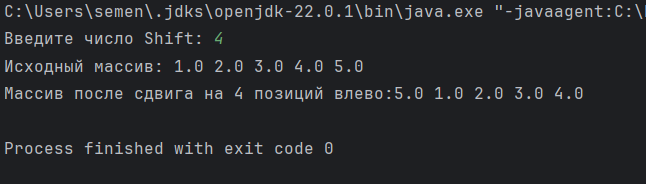 C:\Users\semen\.jdks\openjdk-22.0.1\bin\java.exe "-javaagent:C:\
Введите число Shift: 4
Исходный массив: 1.0 2.0 3.0 4.0 5.0
Массив после сдвига на 4 позиций влево:5.0 1.0 2.0 3.0 4.0
Process finished with exit code 0